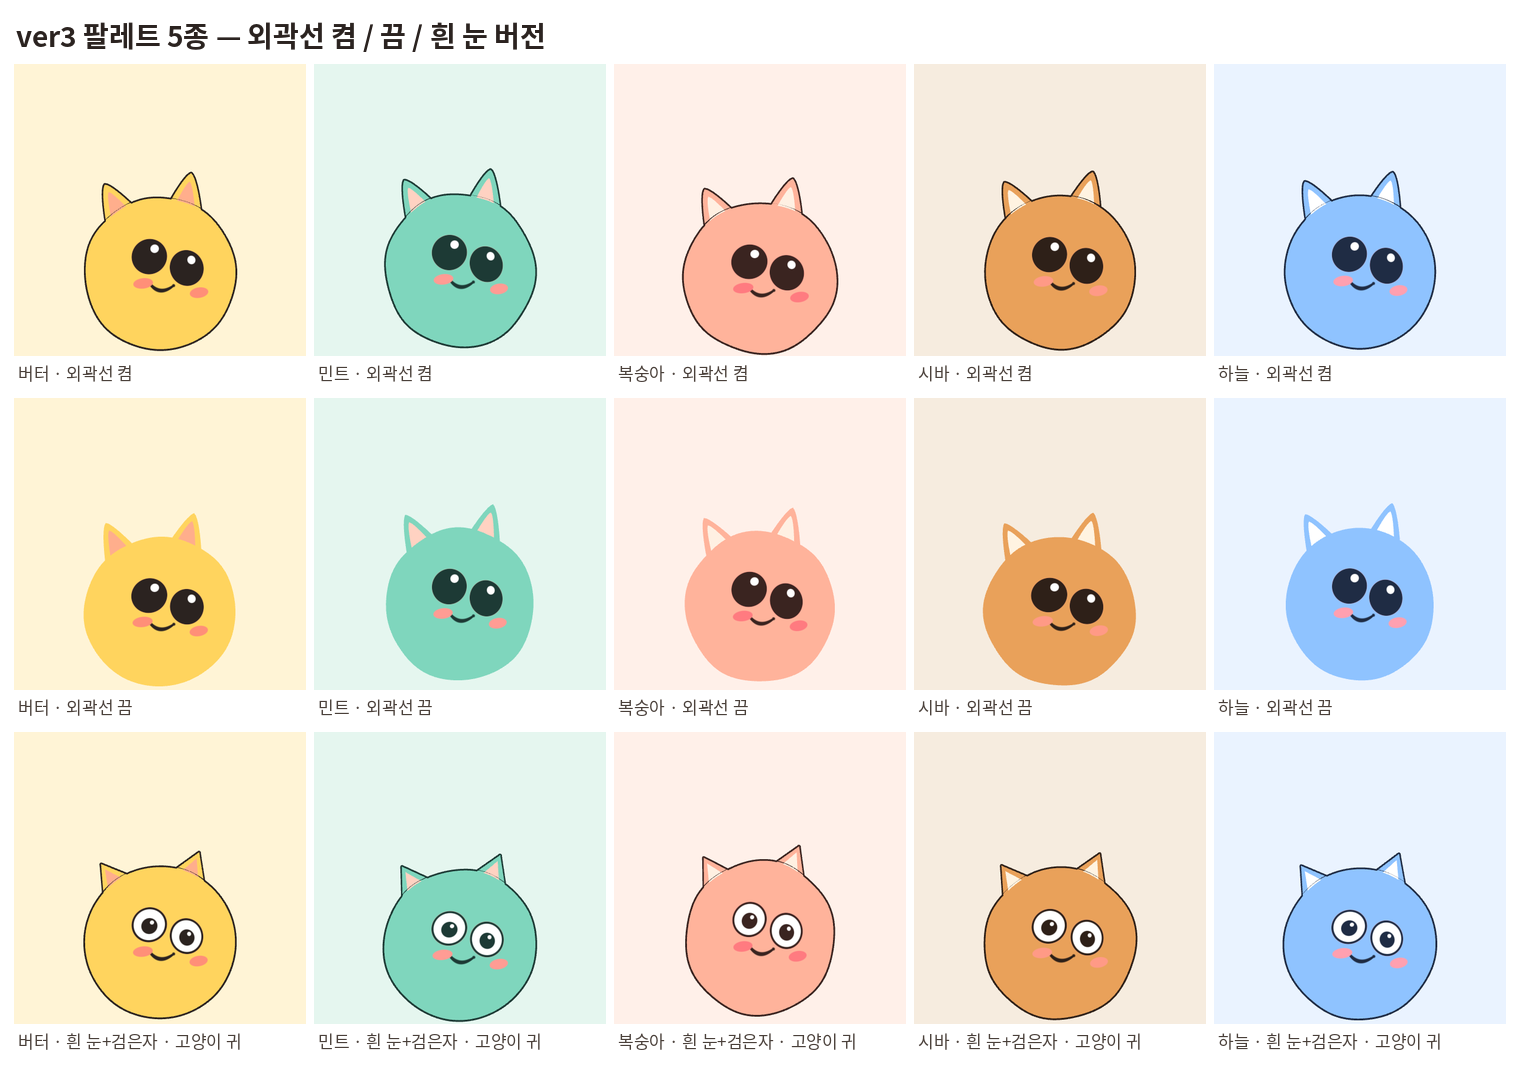 ver3 팔레트 5종 — 외곽선 켬 / 끔 / 흰 눈 버전
버터 · 외곽선 켬
민트 · 외곽선 켬
복숭아 · 외곽선 켬
시바 · 외곽선 켬
하늘 · 외곽선 켬
버터 · 외곽선 끔
민트 · 외곽선 끔
복숭아 · 외곽선 끔
시바 · 외곽선 끔
하늘 · 외곽선 끔
버터 · 흰 눈+검은자 · 고양이 귀
민트 · 흰 눈+검은자 · 고양이 귀
복숭아 · 흰 눈+검은자 · 고양이 귀
시바 · 흰 눈+검은자 · 고양이 귀
하늘 · 흰 눈+검은자 · 고양이 귀